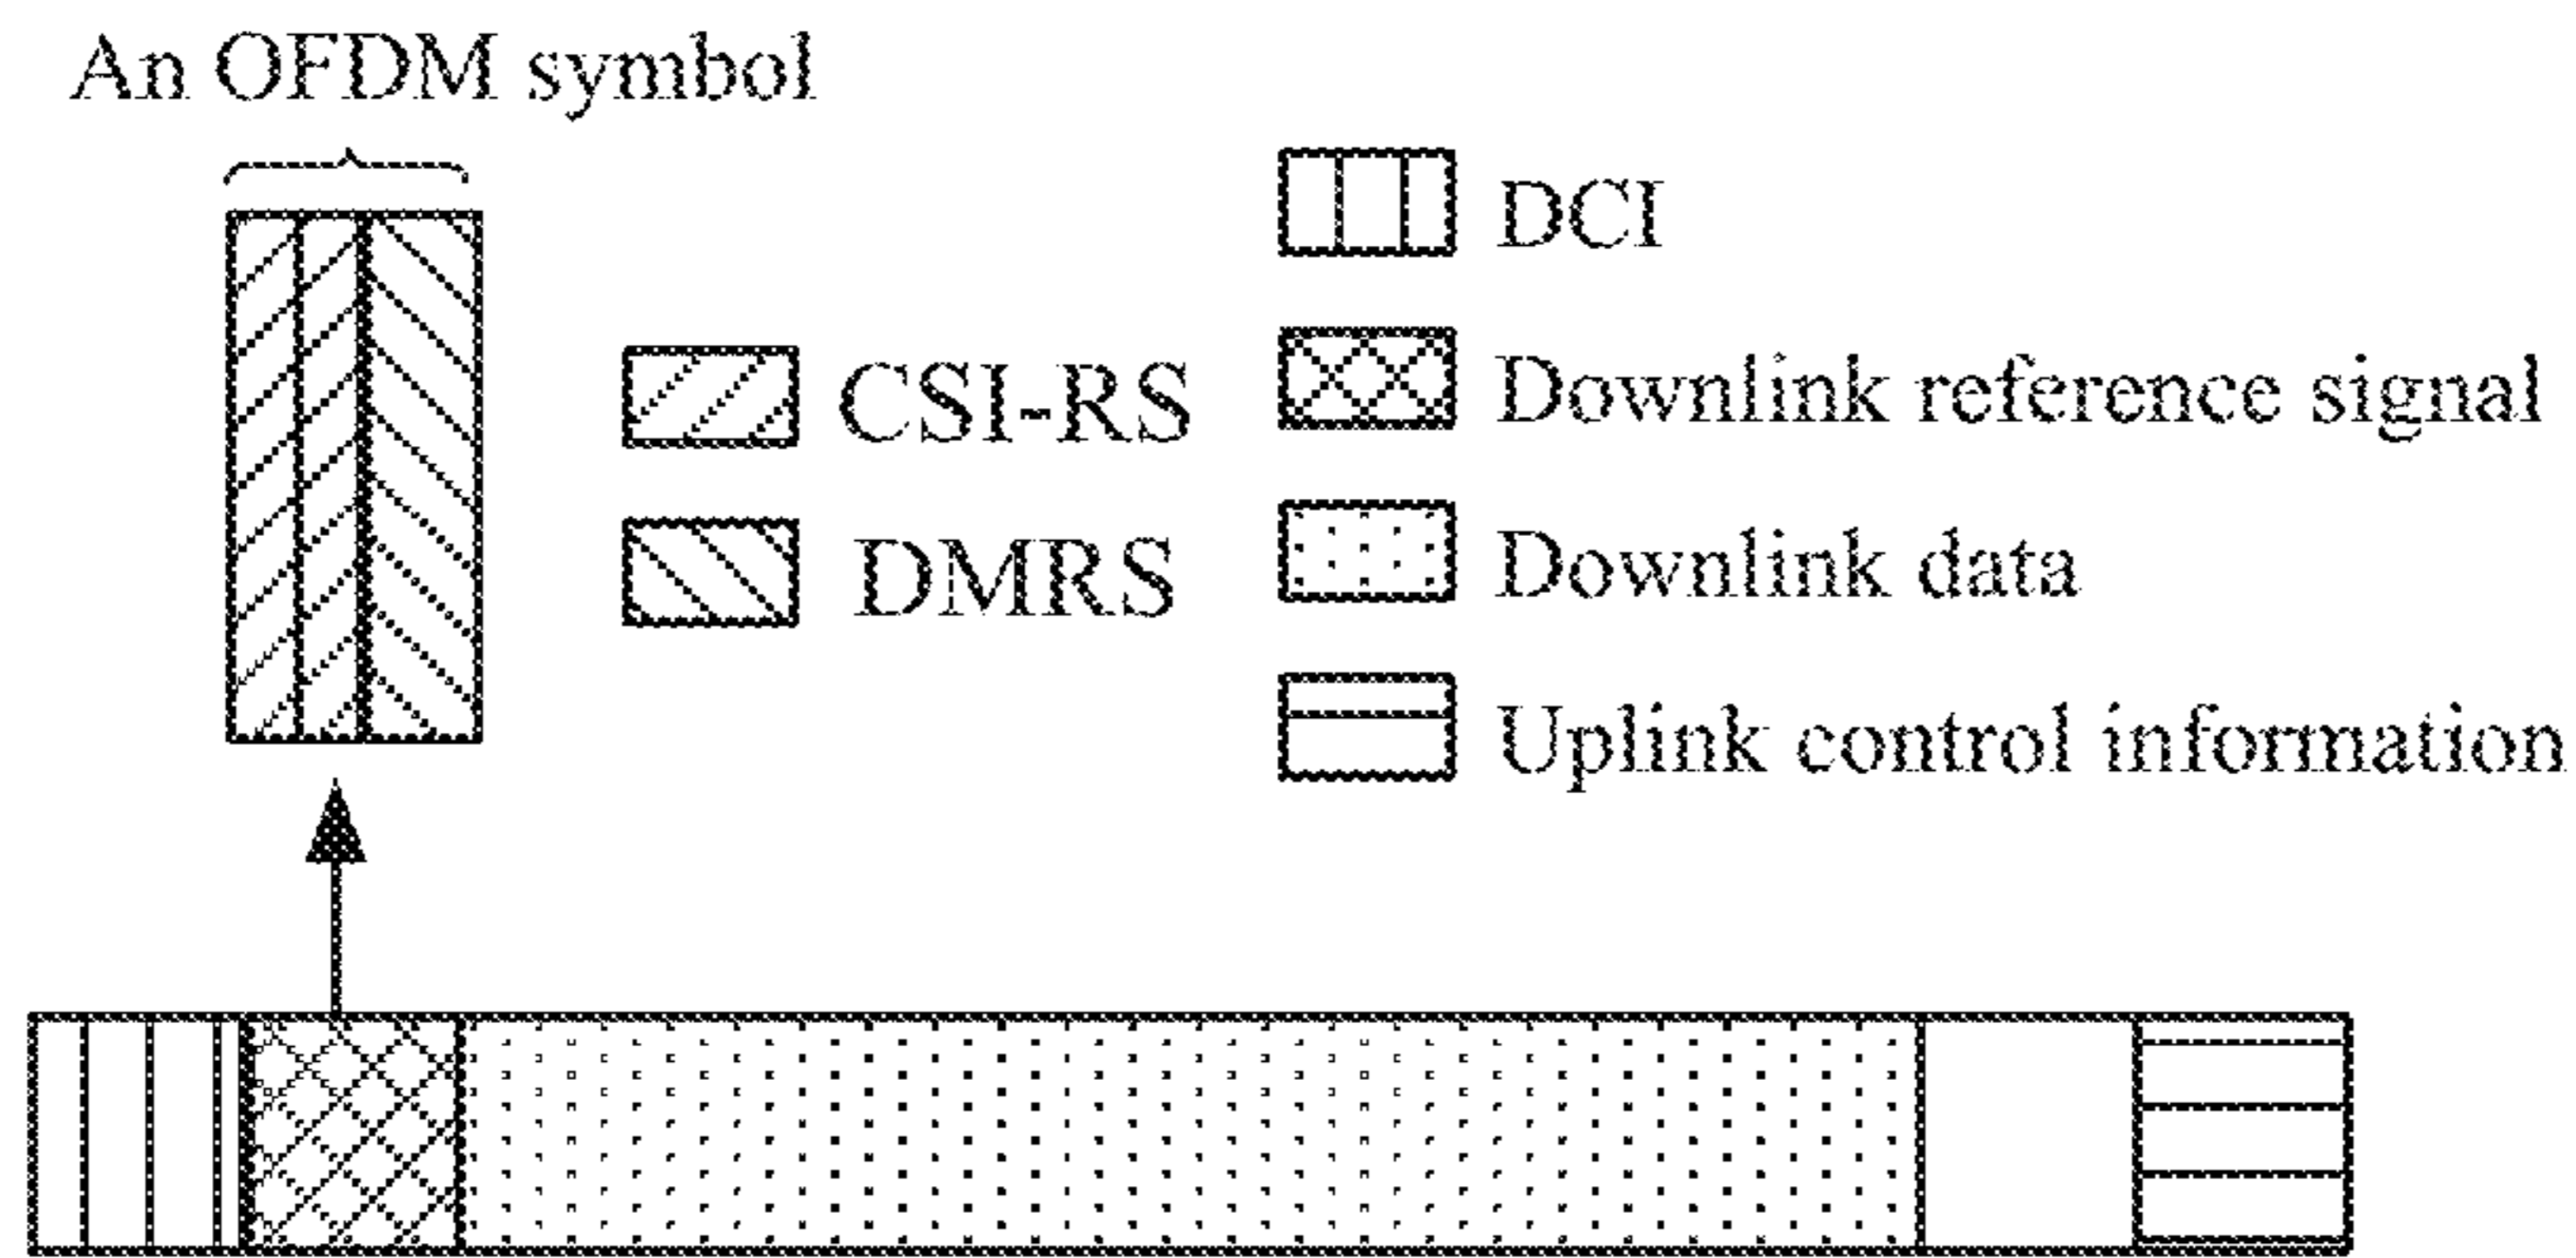 An OFDM symbol
CSI-RS
DMRS
DCI
Downlink reference signal
Downlink data
Uplink control information